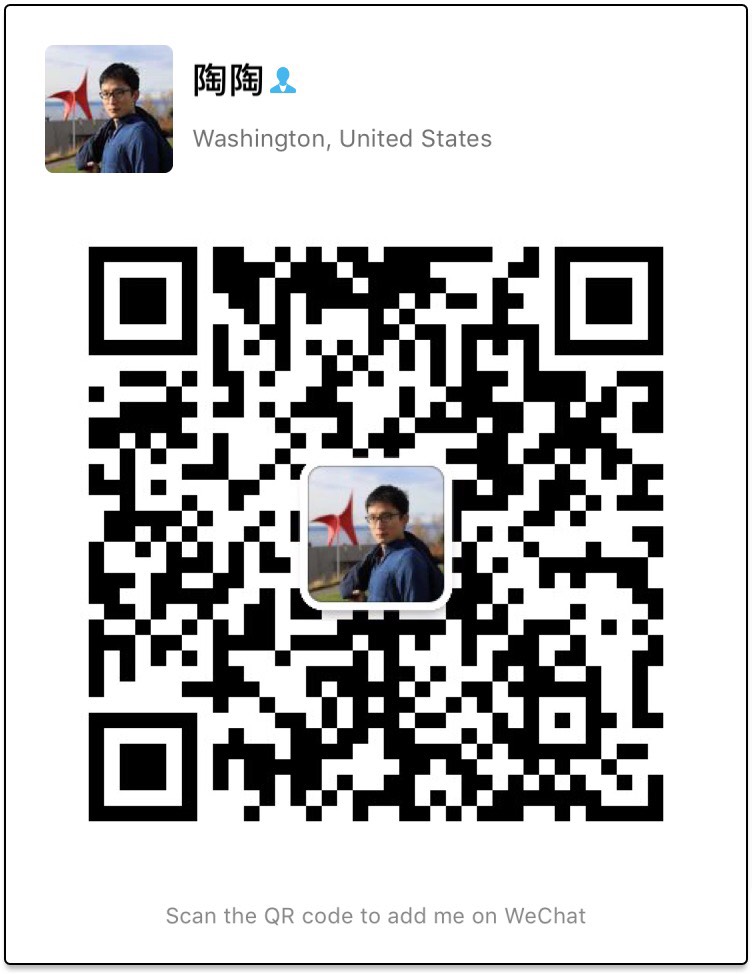 陶陶
Washington, United States
Scan the QR code to add me on WeChat